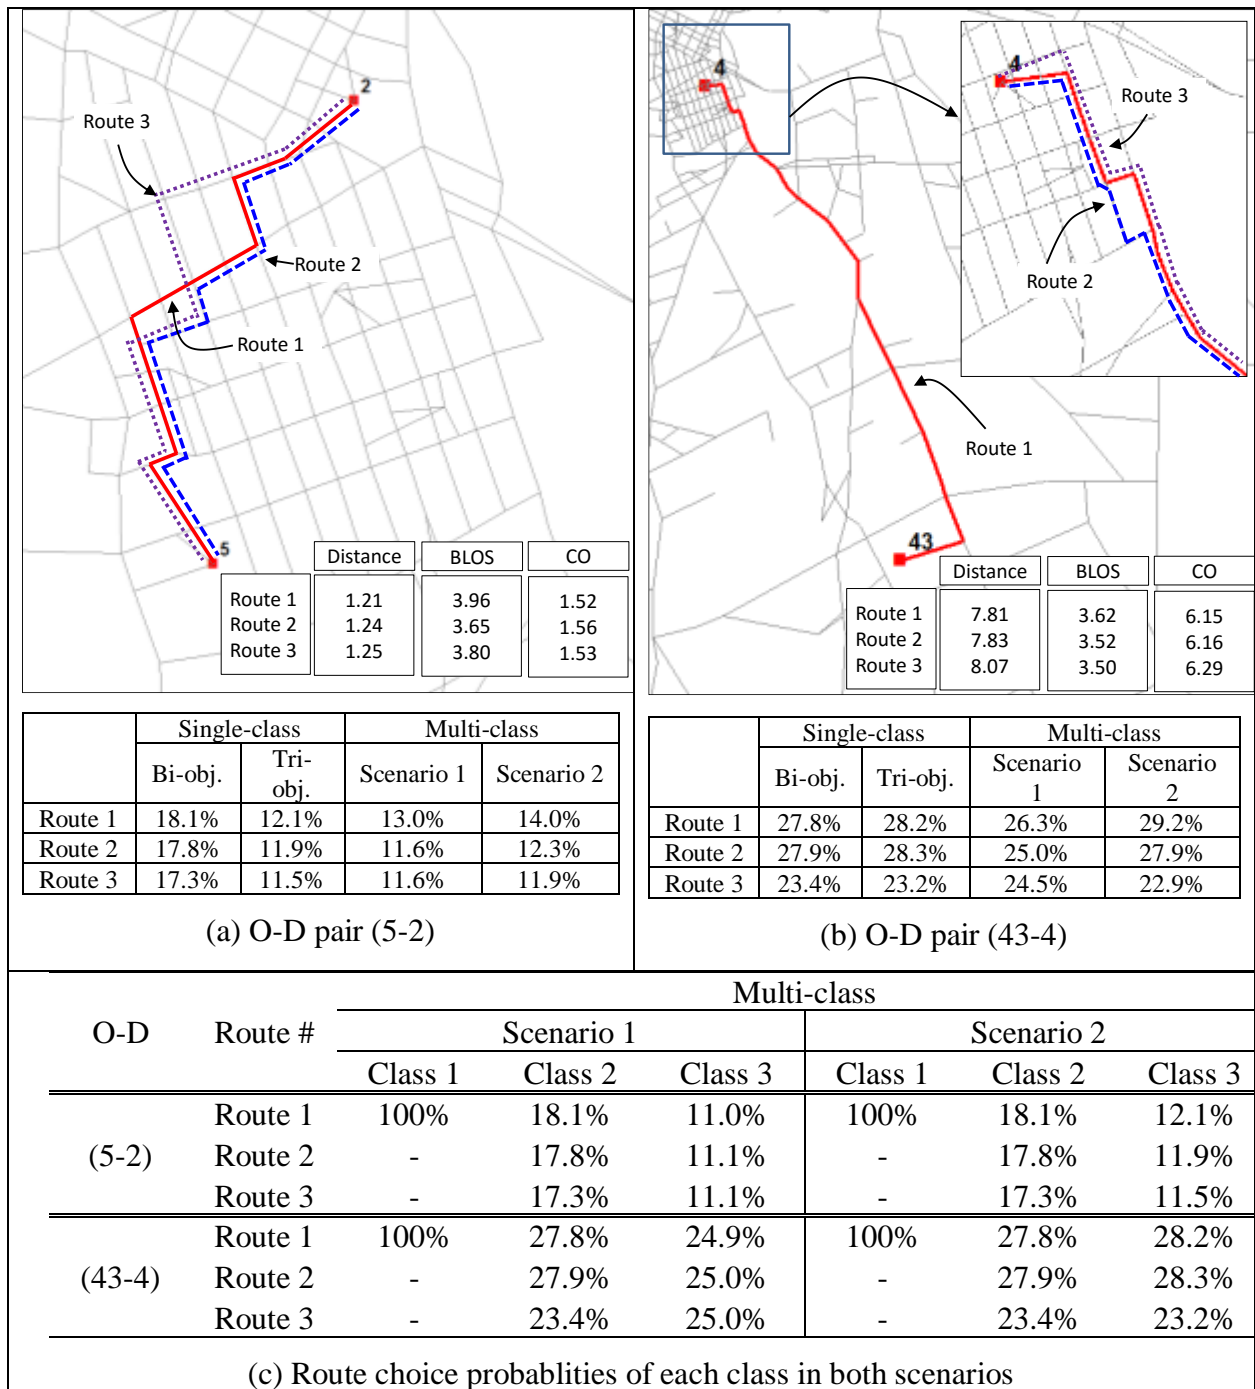 2
Route 3
Route 2
Route 1
5
Distance BLOS CO
Route 1 1.21 3.96 1.52
Route 2 1.24 3.65 1.56
Route 3 1.25 3.80 1.53
Single-class Multi-class
Bi-obj. Tri-obj. Scenario 1 Scenario 2
Route 1 18.1% 12.1% 13.0% 14.0%
Route 2 17.8% 11.9% 11.6% 12.3%
Route 3 17.3% 11.5% 11.6% 11.9%
(a) O-D pair (5-2)
4
4
Route 3
Route 2
Route 1
43
Distance BLOS CO
Route 1 7.81 3.62 6.15
Route 2 7.83 3.52 6.16
Route 3 8.07 3.50 6.29
Single-class Multi-class
Bi-obj. Tri-obj. Scenario 1 Scenario 2
Route 1 27.8% 28.2% 26.3% 29.2%
Route 2 27.9% 28.3% 25.0% 27.9%
Route 3 23.4% 23.2% 24.5% 22.9%
(b) O-D pair (43-4)
Multi-class
O-D Route # Scenario 1 Scenario 2
Class 1 Class 2 Class 3 Class 1 Class 2 Class 3
Route 1 100% 18.1% 11.0% 100% 18.1% 12.1%
(5-2) Route 2 - 17.8% 11.1% - 17.8% 11.9%
Route 3 - 17.3% 11.1% - 17.3% 11.5%
Route 1 100% 27.8% 24.9% 100% 27.8% 28.2%
(43-4) Route 2 - 27.9% 25.0% - 27.9% 28.3%
Route 3 - 23.4% 25.0% - 23.4% 23.2%
(c) Route choice probablities of each class in both scenarios